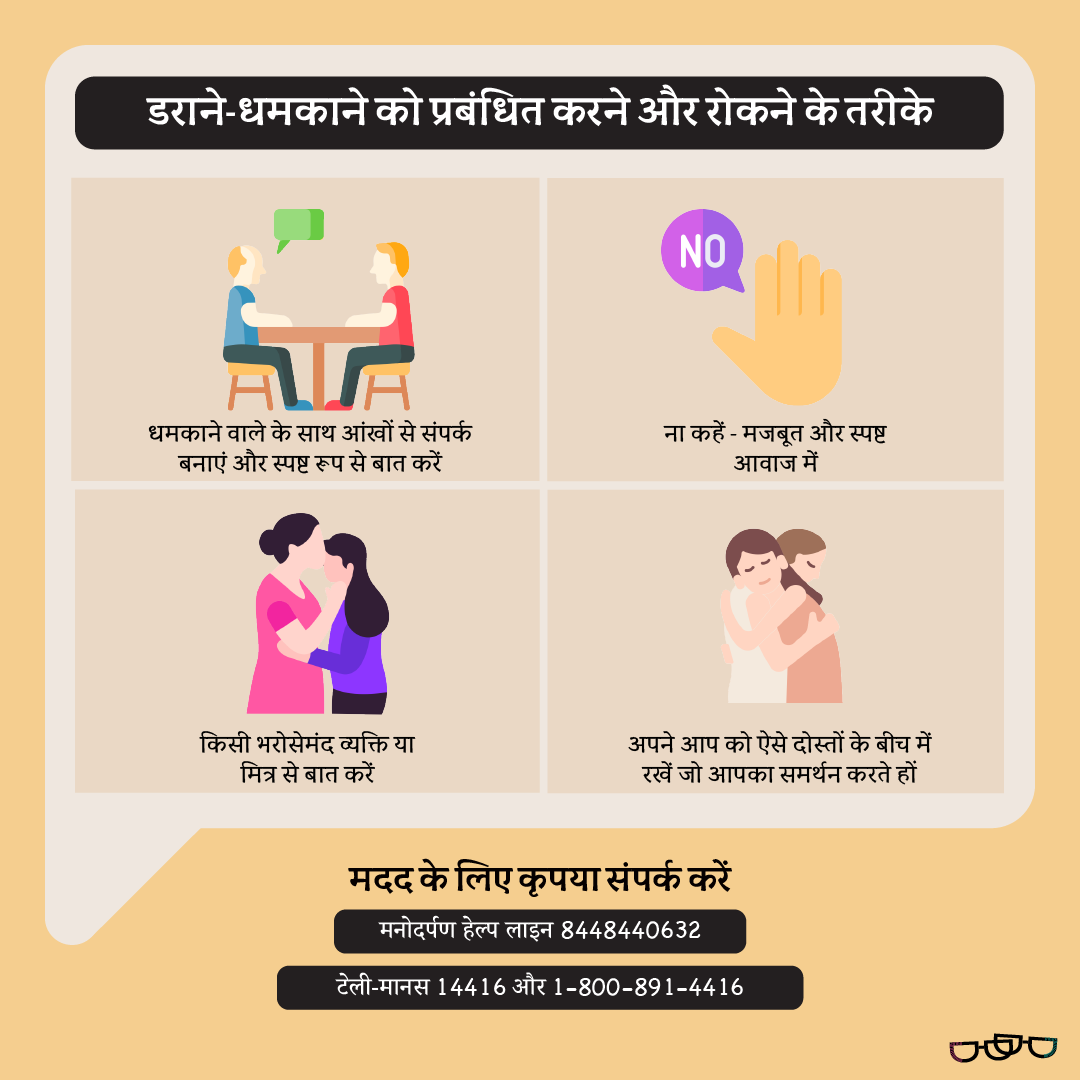 डराने-धमकाने को प्रबंधित करने और रोकने के तरीके
धमकाने वाले के साथ आंखों से संपर्क
बनाएं और स्पष्ट रूप से बात करें
NO
ना कहें - मजबूत और स्पष्ट
आवाज में
किसी भरोसेमंद व्यक्ति या
मित्र से बात करें
अपने आप को ऐसे दोस्तों के बीच में
रखें जो आपका समर्थन करते हों
मदद के लिए कृपया संपर्क करें
मनोदर्पण हेल्प लाइन 8448440632
टेली-मानस 14416 और 1-800-891-4416